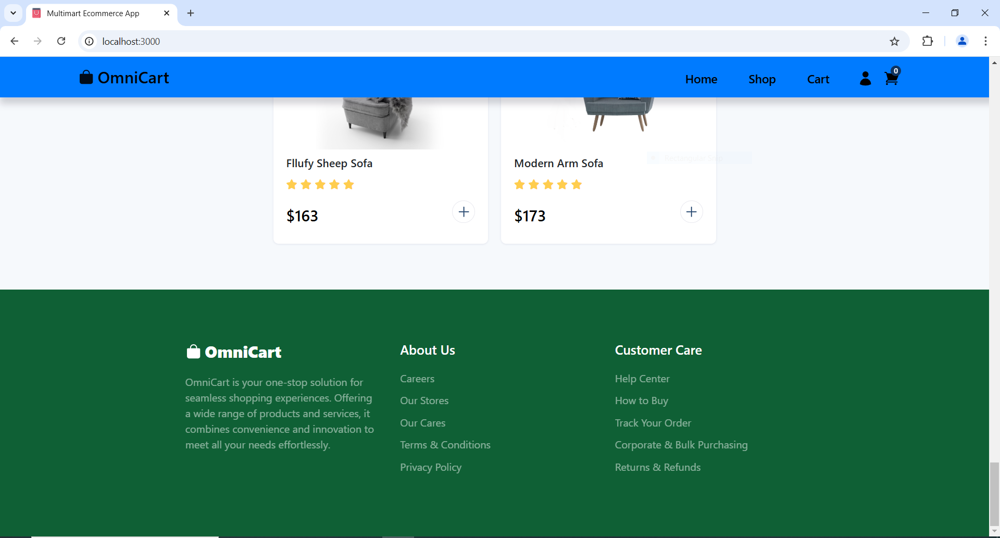 Multimart Ecommerce App
localhost:3000
OmniCart
Home
Shop
Cart
0
Fllufy Sheep Sofa
$163
Modern Arm Sofa
$173
Rectangular Snip
OmniCart
OmniCart is your one-stop solution for
seamless shopping experiences. Offering
a wide range of products and services, it
combines convenience and innovation to
meet all your needs effortlessly.
About Us
Careers
Our Stores
Our Cares
Terms & Conditions
Privacy Policy
Customer Care
Help Center
How to Buy
Track Your Order
Corporate & Bulk Purchasing
Returns & Refunds